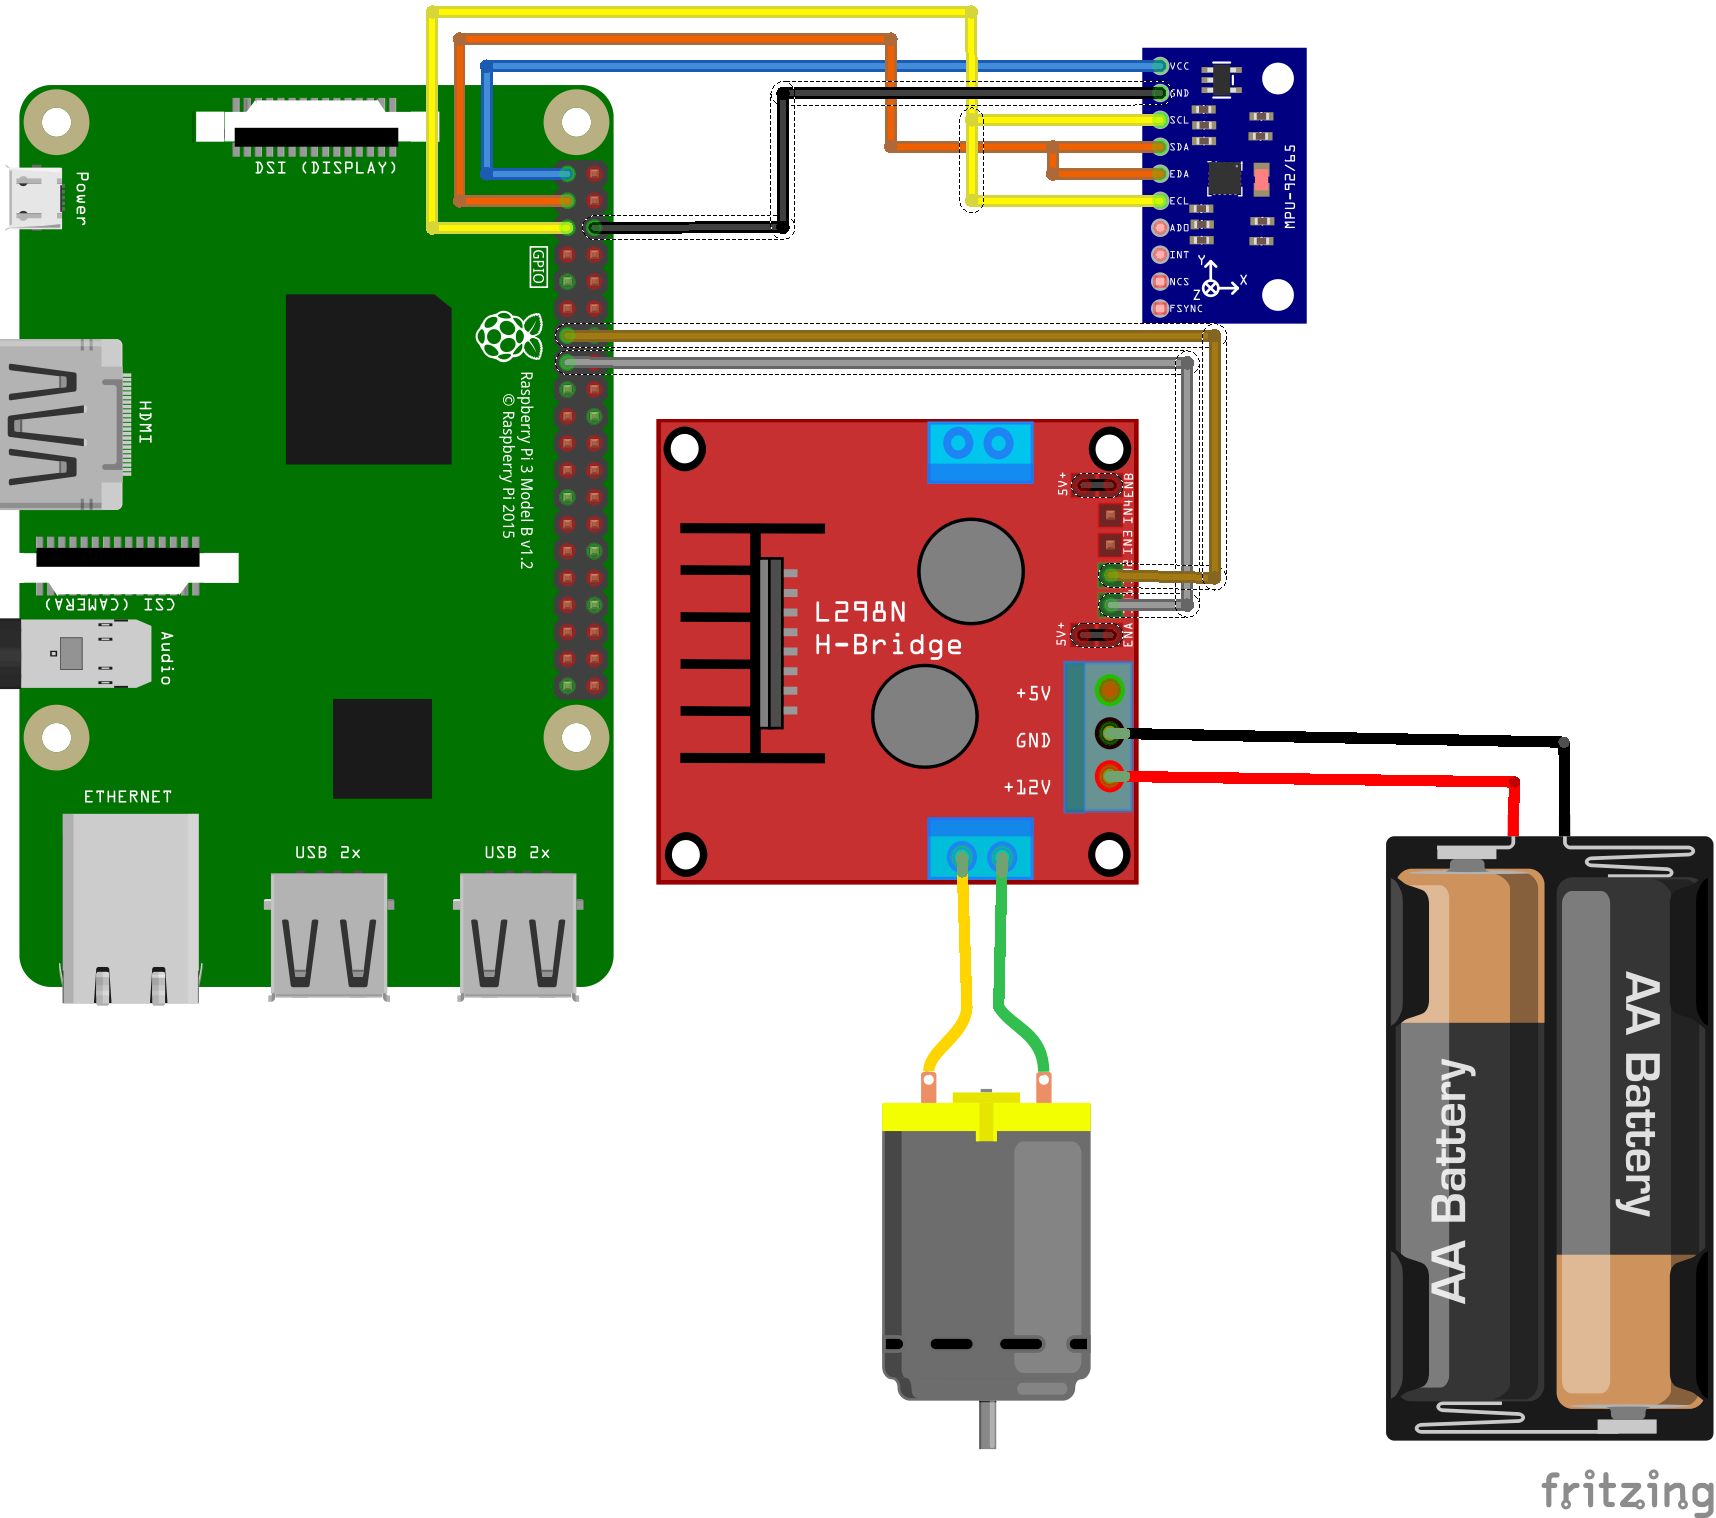 DSI (DISPLAY)
Power
HDMI
GPIO
Raspberry Pi 3 Model B v1.2
© Raspberry Pi 2015
CSI (CAMERA)
Audio
ETHERNET
USB 2x
USB 2x
VCC
GND
SCL
SDA
EDA
ECL
ADO
INT
NCS
FSYNC
MPU-92/65
Y
X
Z
5V+
ENB
IN4
IN3
5V+
ENA
L298N
H-Bridge
+5V
GND
+12V
AA Battery
AA Battery
fritzing